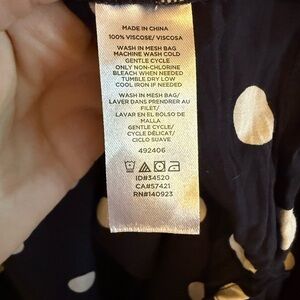 MADE IN CHINA
100% VISCOSE/ VISCOSA
WASH IN MESH BAG
MACHINE WASH COLD
GENTLE CYCLE
ONLY NON-CHLORINE
BLEACH WHEN NEEDED
TUMBLE DRY LOW
COOL IRON IF NEEDED
WASH IN MESH BAG/
LAVER DANS PRENDRER AU
FILET/
LAVAR EN EL BOLSO DE
MALLA
GENTLE CYCLE/
CYCLE DÉLICAT/
CICLO SUAVE
492406
ID#34520
CA#57421
RN#140923